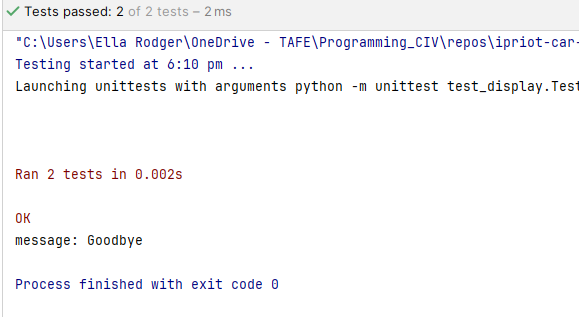 Tests passed: 2 of 2 tests – 2 ms
"C:\Users\Ella Rodger\OneDrive - TAFE\Programming_CIV\repos\ipriot-car-
Testing started at 6:10 pm ...
Launching unittests with arguments python -m unittest test_display.Test
Ran 2 tests in 0.002s
OK
message: Goodbye
Process finished with exit code 0